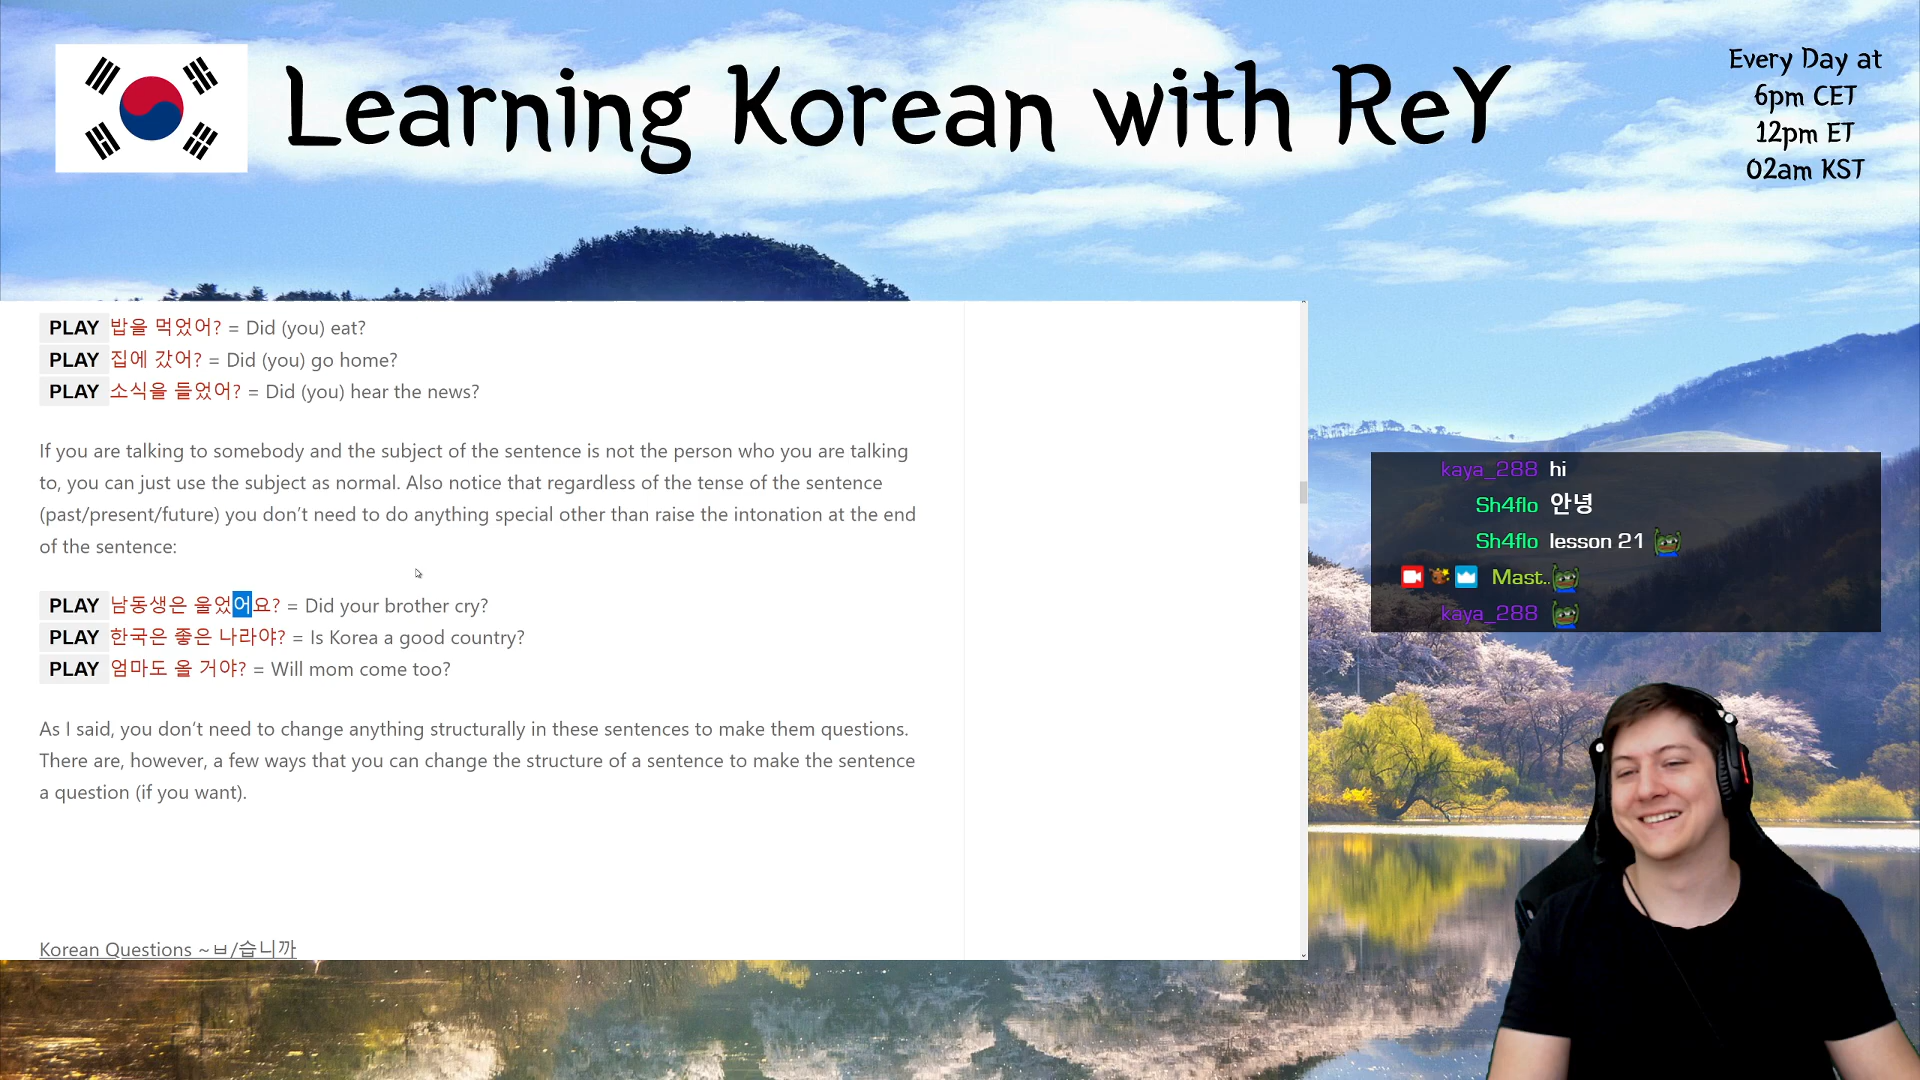 Learning Korean with ReY
Every Day at
6pm CET
12pm ET
02am KST
PLAY 밥을 먹었어? = Did (you) eat?
PLAY 집에 갔어? = Did (you) go home?
PLAY 소식을 들었어? = Did (you) hear the news?
If you are talking to somebody and the subject of the sentence is not the person who you are talking
to, you can just use the subject as normal. Also notice that regardless of the tense of the sentence
(past/present/future) you don’t need to do anything special other than raise the intonation at the end
of the sentence:
PLAY 남동생은 울었어요? = Did your brother cry?
PLAY 한국은 좋은 나라야? = Is Korea a good country?
PLAY 엄마도 올 거야? = Will mom come too?
As I said, you don’t need to change anything structurally in these sentences to make them questions.
There are, however, a few ways that you can change the structure of a sentence to make the sentence
a question (if you want).
Korean Questions ~ㅂ/습니까
kaya_288 hi
Sh4flo 안녕
Sh4flo lesson 21
Mast..
kaya_288